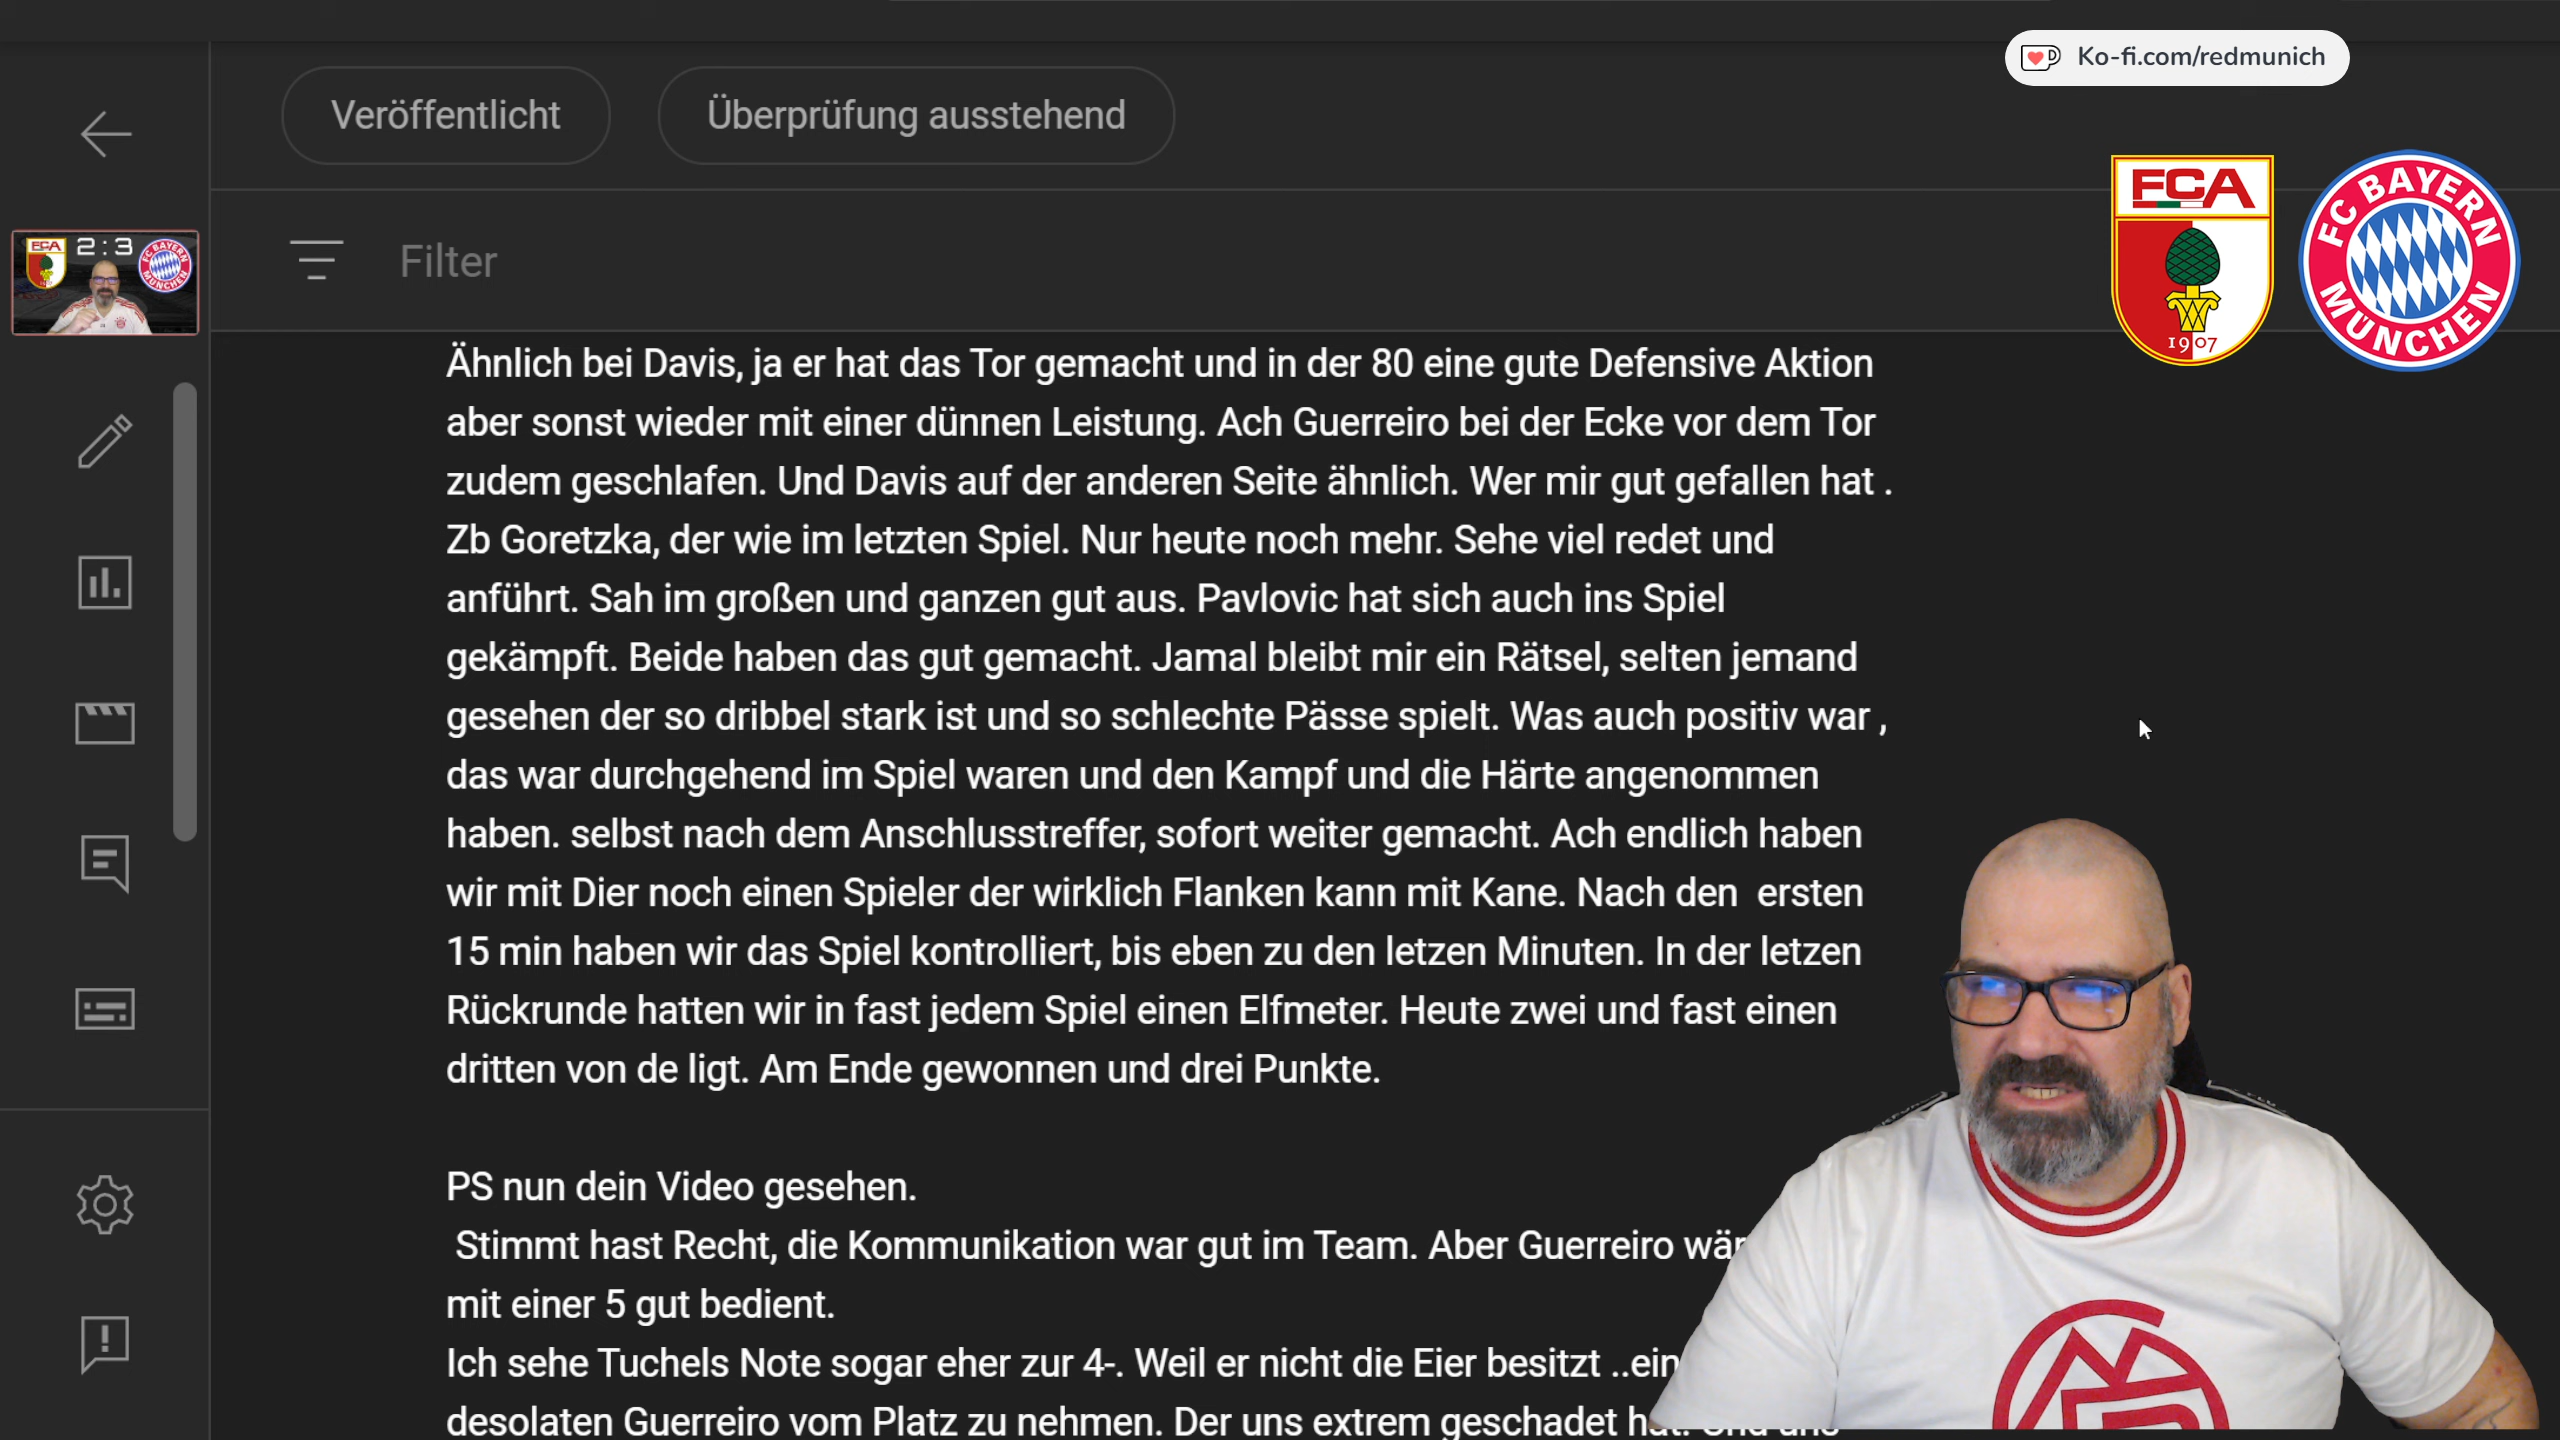 Ko-fi.com/redmunich
Veröffentlicht
Überprüfung ausstehend
Filter
FCA
1907
FC BAYERN
MÜNCHEN
FCA 2:3 FC BAYERN MÜNCHEN
Ähnlich bei Davis, ja er hat das Tor gemacht und in der 80 eine gute Defensive Aktion
aber sonst wieder mit einer dünnen Leistung. Ach Guerreiro bei der Ecke vor dem Tor
zudem geschlafen. Und Davis auf der anderen Seite ähnlich. Wer mir gut gefallen hat .
Zb Goretzka, der wie im letzten Spiel. Nur heute noch mehr. Sehe viel redet und
anführt. Sah im großen und ganzen gut aus. Pavlovic hat sich auch ins Spiel
gekämpft. Beide haben das gut gemacht. Jamal bleibt mir ein Rätsel, selten jemand
gesehen der so dribbel stark ist und so schlechte Pässe spielt. Was auch positiv war ,
das war durchgehend im Spiel waren und den Kampf und die Härte angenommen
haben. selbst nach dem Anschlusstreffer, sofort weiter gemacht. Ach endlich haben
wir mit Dier noch einen Spieler der wirklich Flanken kann mit Kane. Nach den  ersten
15 min haben wir das Spiel kontrolliert, bis eben zu den letzen Minuten. In der letzen
Rückrunde hatten wir in fast jedem Spiel einen Elfmeter. Heute zwei und fast einen
dritten von de ligt. Am Ende gewonnen und drei Punkte.
PS nun dein Video gesehen.
Stimmt hast Recht, die Kommunikation war gut im Team. Aber Guerreiro wär
mit einer 5 gut bedient.
Ich sehe Tuchels Note sogar eher zur 4-. Weil er nicht die Eier besitzt ..ein
desolaten Guerreiro vom Platz zu nehmen. Der uns extrem geschadet